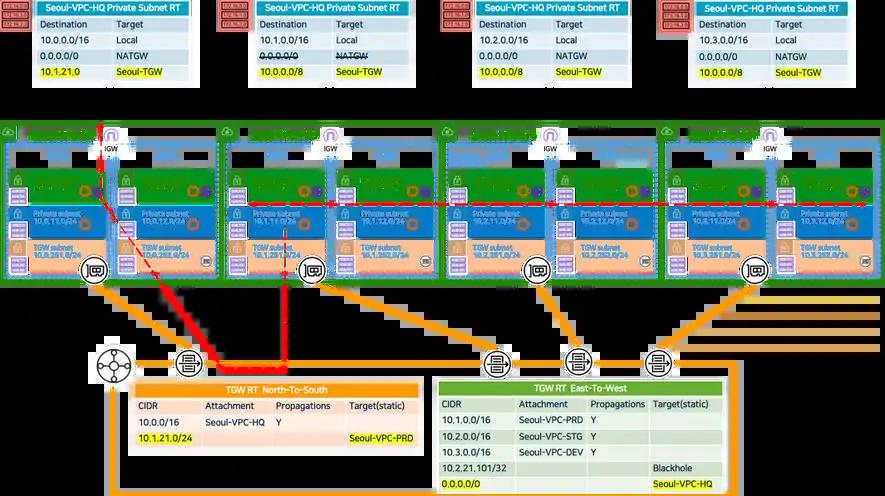 Seoul-VPC-HQ Private Subnet RT
Destination Target
10.0.0.0/16 Local
0.0.0.0/0 NATGW
10.1.21.0 Seoul-TGW
Seoul-VPC-HQ Private Subnet RT
Destination Target
10.1.0.0/16 Local
0.0.0.0/0 NATGW
10.0.0.0/8 Seoul-TGW
Seoul-VPC-HQ Private Subnet RT
Destination Target
10.2.0.0/16 Local
0.0.0.0/0 NATGW
10.0.0.0/8 Seoul-TGW
Seoul-VPC-HQ Private Subnet RT
Destination Target
10.3.0.0/16 Local
0.0.0.0/0 NATGW
10.0.0.0/8 Seoul-TGW
IGW
IGW
IGW
IGW
Private subnet
10.0.11.0/24
Private subnet
10.0.12.0/24
Private subnet
10.1.11.0/24
Private subnet
10.1.12.0/24
Private subnet
10.2.11.0/24
Private subnet
10.2.12.0/24
Private subnet
Private subnet
10.3.12.0/24
TGW subnet
10.0.251.0/24
TGW subnet
10.0.252.0/24
TGW subnet
10.1.251.0/24
TGW subnet
10.1.252.0/24
TGW subnet
10.2.251.0/24
TGW subnet
10.2.252.0/24
TGW subnet
10.3.251.0/24
TGW subnet
10.3.252.0/24
TGW RT North-To-South
CIDR Attachment Propagations Target(static)
10.0.0/16 Seoul-VPC-HQ Y
10.1.21.0/24 Seoul-VPC-PRD
TGW RT East-To-West
CIDR Attachment Propagations Target(static)
10.1.0.0/16 Seoul-VPC-PRD Y
10.2.0.0/16 Seoul-VPC-STG Y
10.3.0.0/16 Seoul-VPC-DEV Y
10.2.21.101/32 Blackhole
0.0.0.0/0 Seoul-VPC-HQ